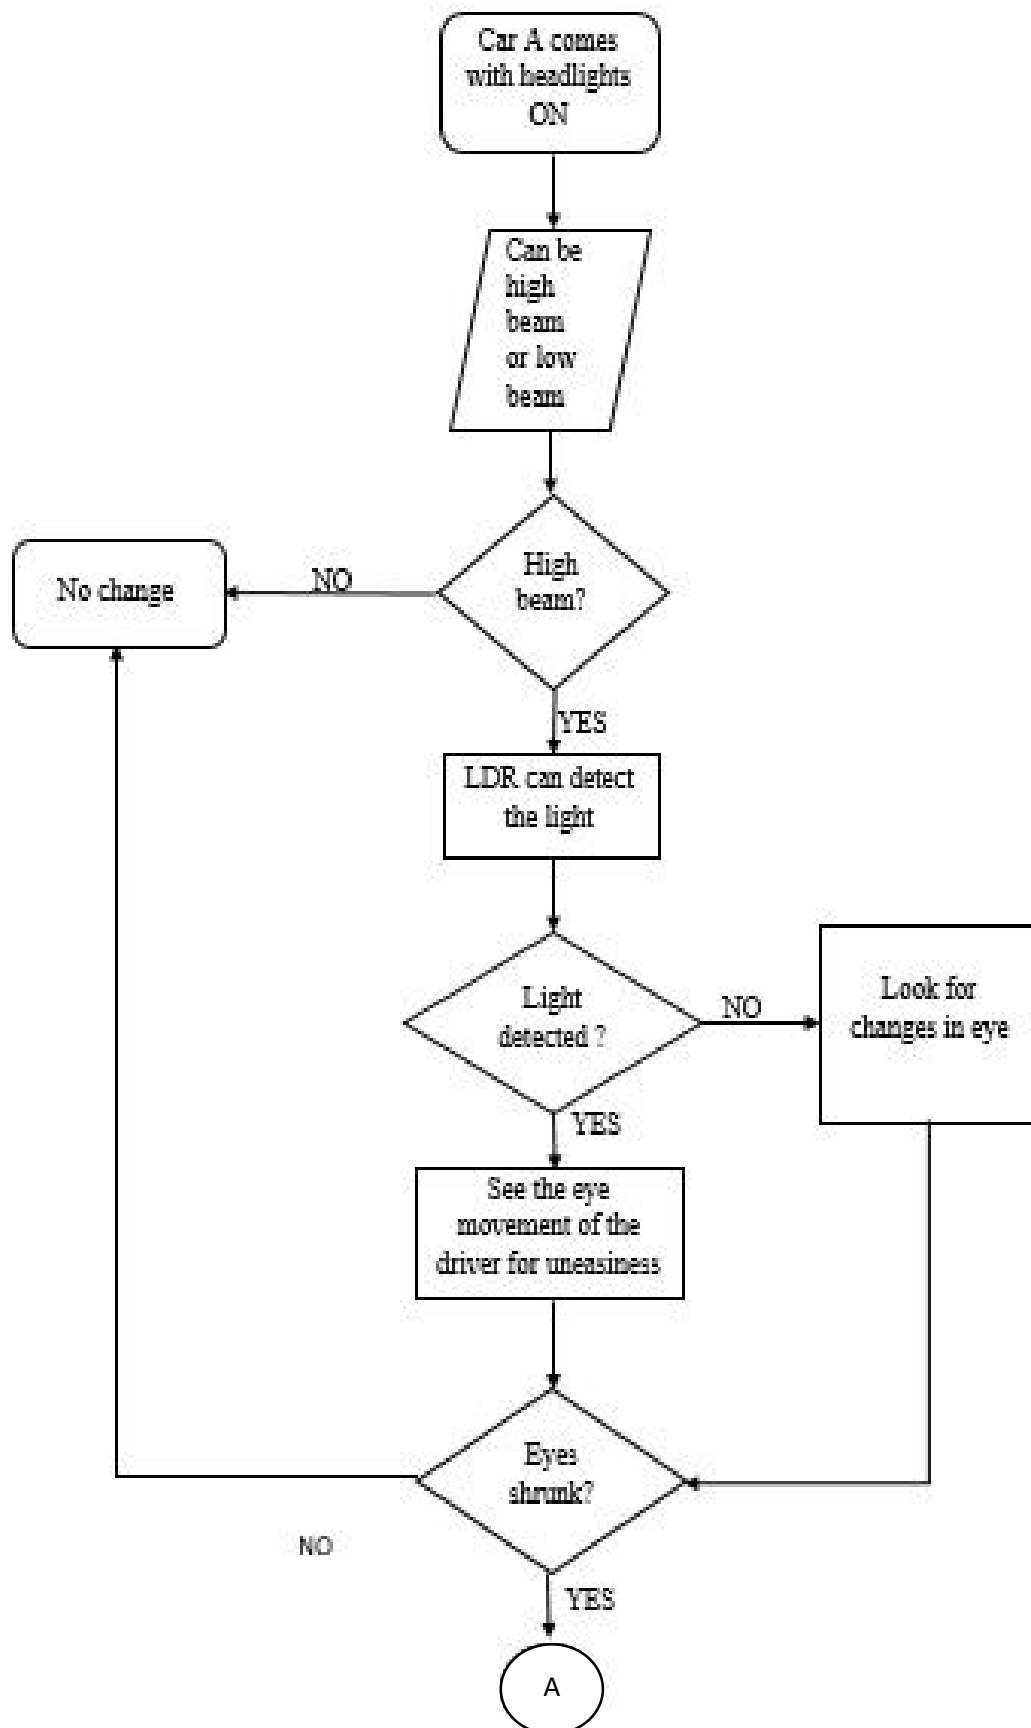 Car A comes
with headlights
ON
Can be
high
beam
or low
beam
High
beam?
NO
No change
YES
LDR can detect
the light
Light
detected ?
NO
Look for
changes in eye
YES
See the eye
movement of the
driver for uneasiness
Eyes
shrunk?
NO
YES
A